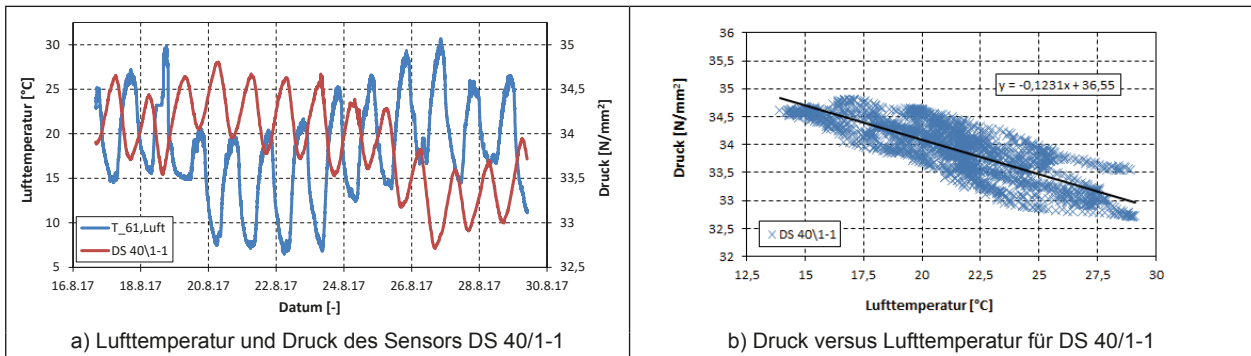 Lufttemperatur [°C]
30
25
20
15
10
5
35
34,5
34
33,5
33
32,5
Druck [N/mm²]
T_61,Luft
DS 40\1-1
16.8.17 18.8.17 20.8.17 22.8.17 24.8.17 26.8.17 28.8.17 30.8.17
Datum [-]
a) Lufttemperatur und Druck des Sensors DS 40/1-1
Druck [N/mm²]
36
35,5
35
34,5
34
33,5
33
32,5
32
y = -0,1231x + 36,55
DS 40\1-1
12,5 15 17,5 20 22,5 25 27,5 30
Lufttemperatur [°C]
b) Druck versus Lufttemperatur für DS 40/1-1